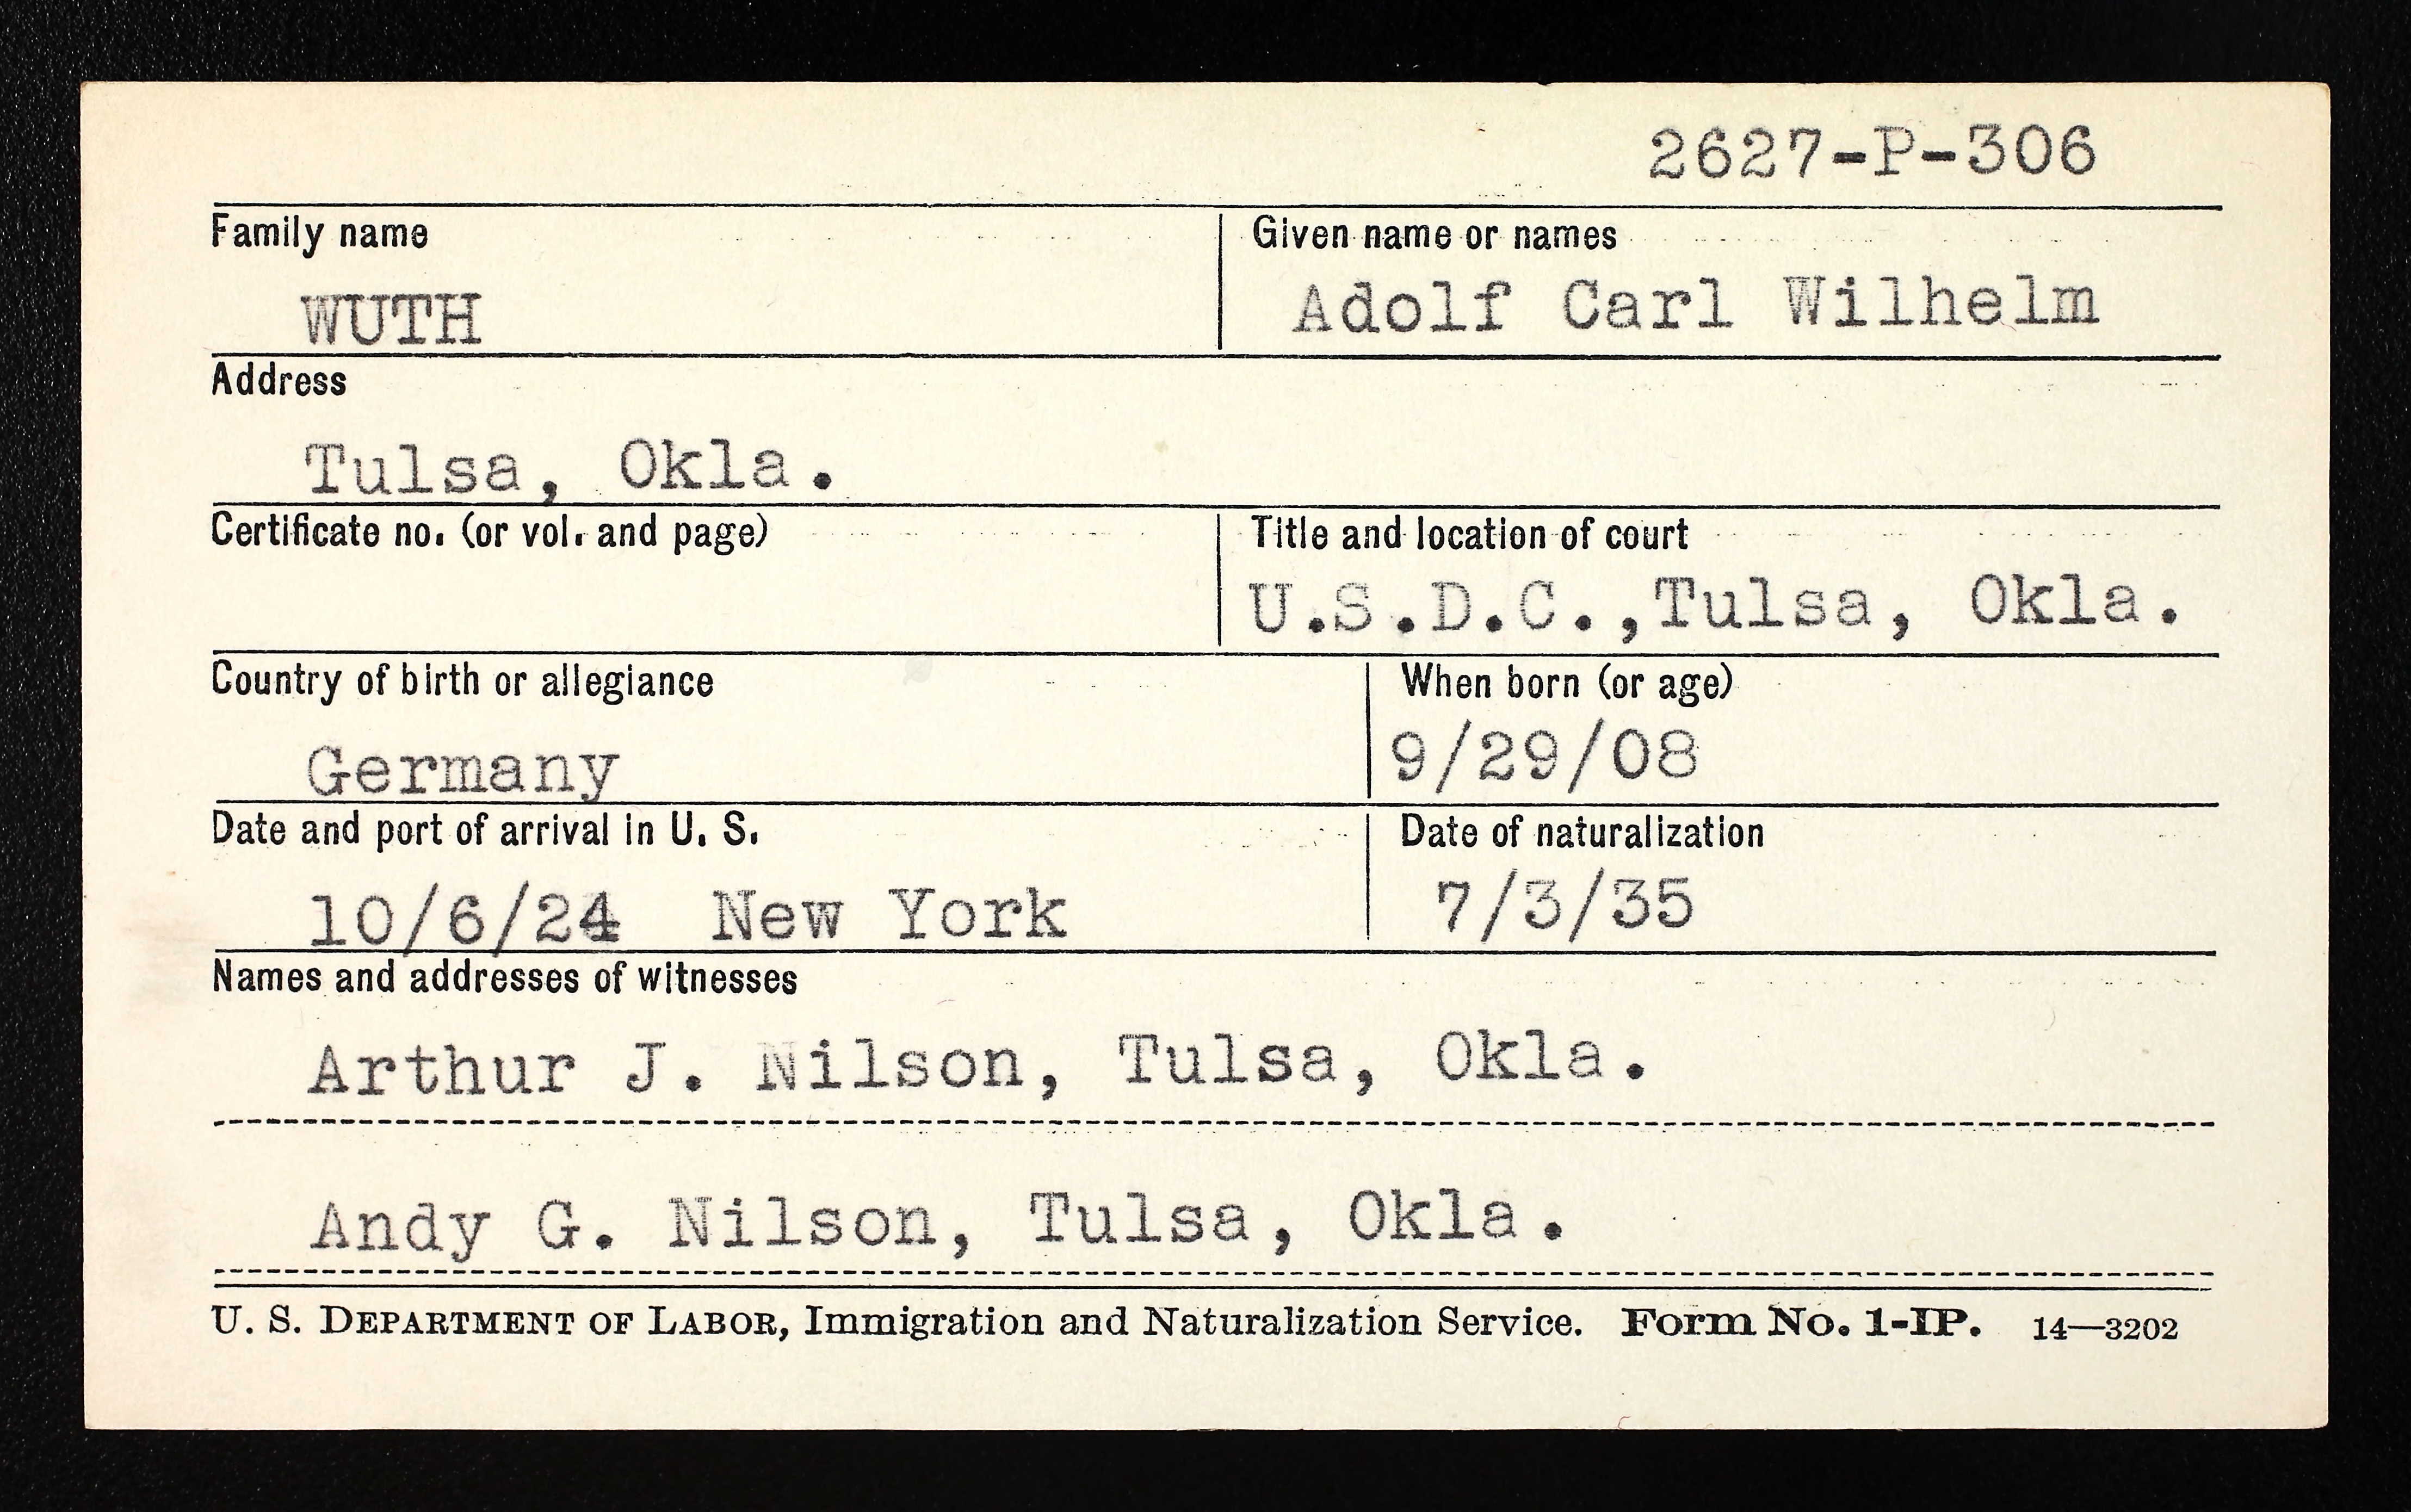 2627-P-306
Family name Given name or names
WUTH Adolf Carl Wilhelm
Address
Tulsa, Okla.
Certificate no. (or vol. and page) Title and location of court
U.S.D.C.,Tulsa, Okla.
Country of birth or allegiance When born (or age)
Germany 9/29/08
Date and port of arrival in U. S. Date of naturalization
10/6/24 New York 7/3/35
Names and addresses of witnesses
Arthur J. Nilson, Tulsa, Okla.
Andy G. Nilson, Tulsa, Okla.
U. S. DEPARTMENT OF LABOR, Immigration and Naturalization Service. Form No. 1-IP. 14—3202